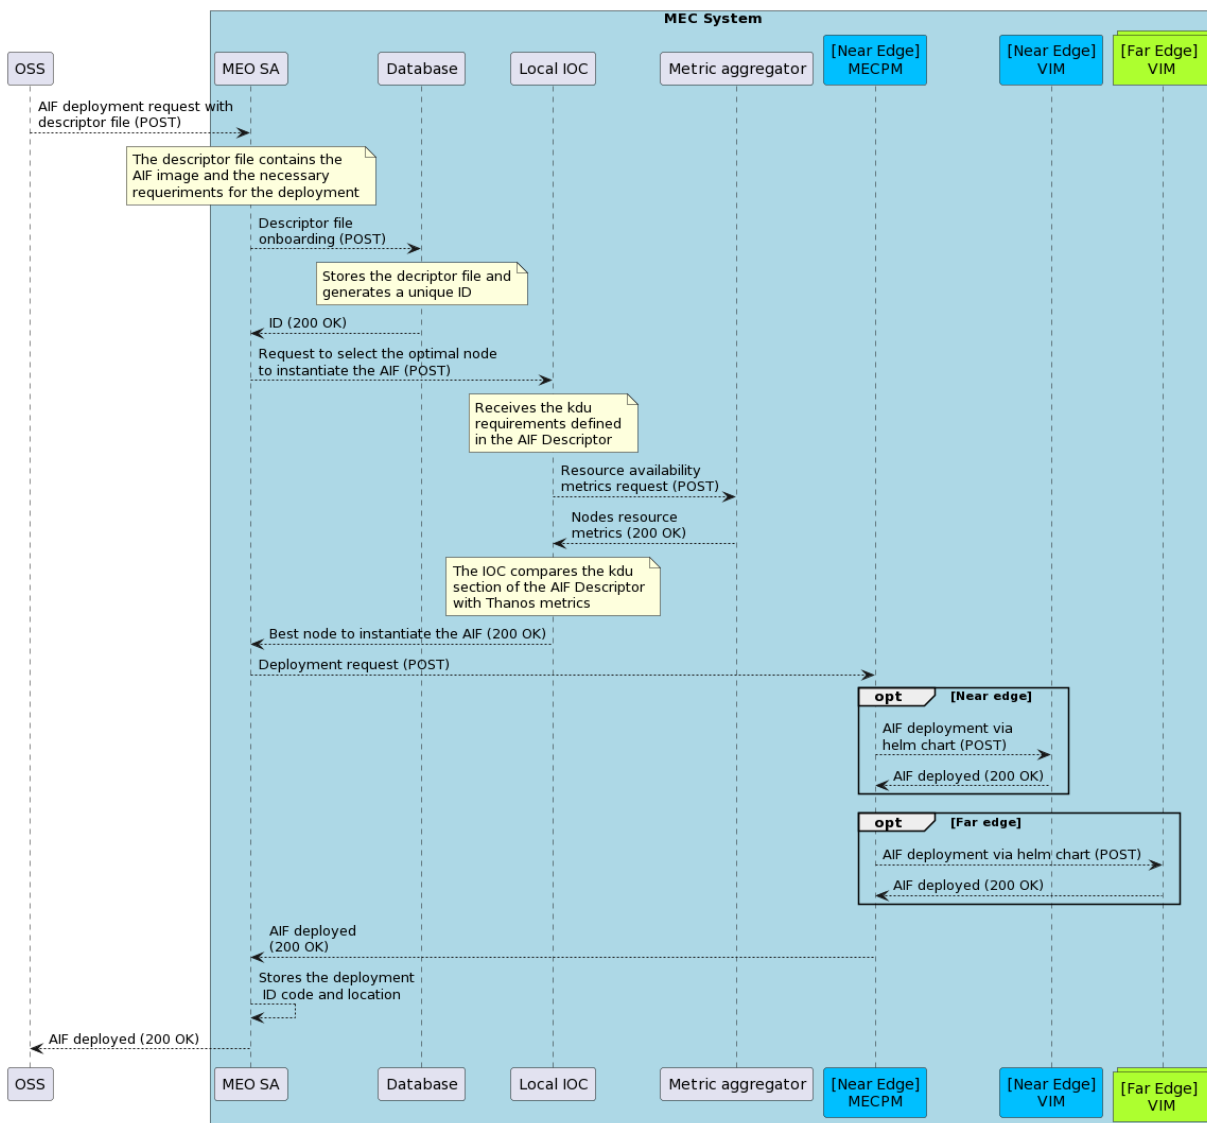 MEC System
OSS
MEO SA
Database
Local IOC
Metric aggregator
[Near Edge]
MECPM
[Near Edge]
VIM
[Far Edge]
VIM
AIF deployment request with
descriptor file (POST)
The descriptor file contains the
AIF image and the necessary
requeriments for the deployment
Descriptor file
onboarding (POST)
Stores the decriptor file and
generates a unique ID
ID (200 OK)
Request to select the optimal node
to instantiate the AIF (POST)
Receives the kdu
requirements defined
in the AIF Descriptor
Resource availability
metrics request (POST)
Nodes resource
metrics (200 OK)
The IOC compares the kdu
section of the AIF Descriptor
with Thanos metrics
Best node to instantiate the AIF (200 OK)
Deployment request (POST)
opt [Near edge]
AIF deployment via
helm chart (POST)
AIF deployed (200 OK)
opt [Far edge]
AIF deployment via helm chart (POST)
AIF deployed (200 OK)
AIF deployed
(200 OK)
Stores the deployment
ID code and location
AIF deployed (200 OK)
OSS
MEO SA
Database
Local IOC
Metric aggregator
[Near Edge]
MECPM
[Near Edge]
VIM
[Far Edge]
VIM